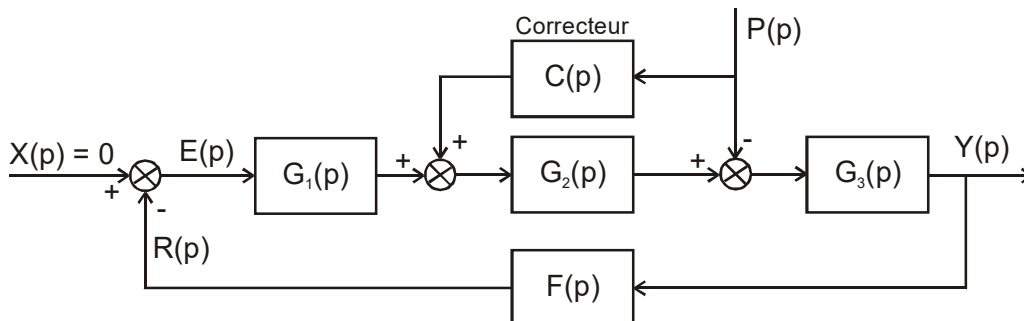 Correcteur
P(p)
C(p)
+
+
-
X(p) = 0
E(p)
G₁(p)
+
G₂(p)
+
G₃(p)
Y(p)
+
-
R(p)
F(p)